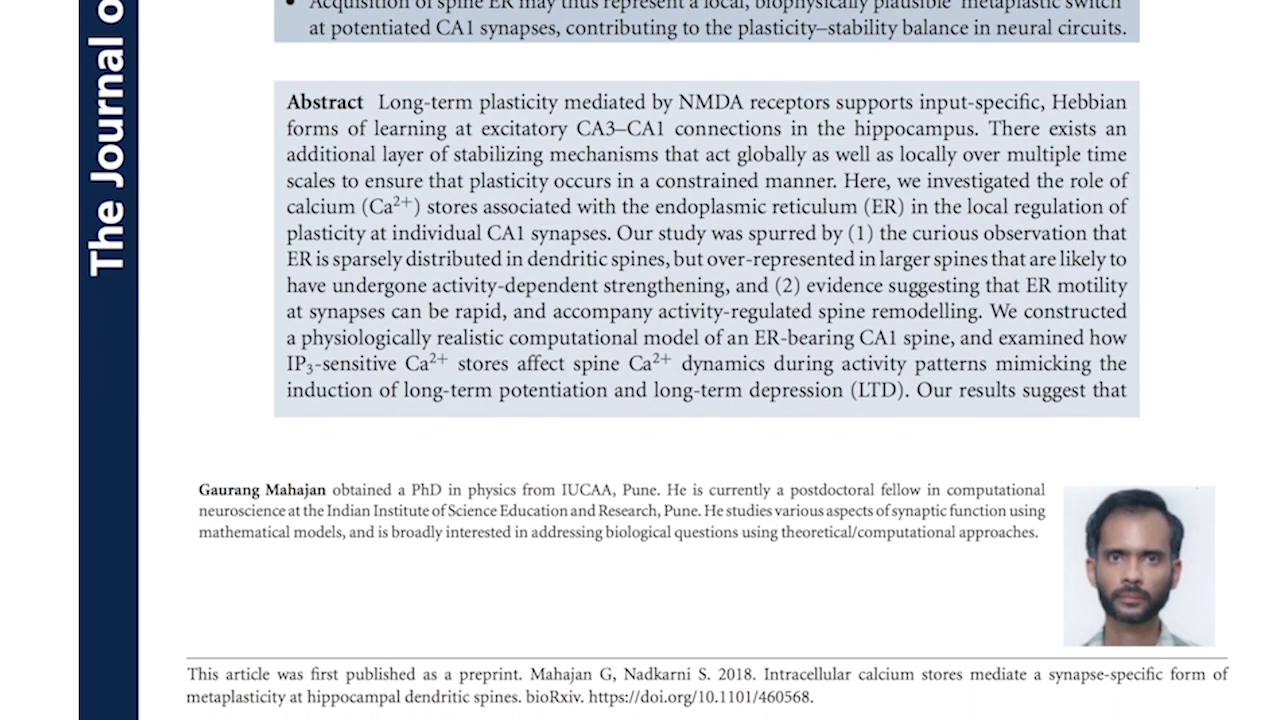 The Journal o
• Acquisition of spine ER may thus represent a local, biophysically plausible ‘metaplastic switch’
at potentiated CA1 synapses, contributing to the plasticity–stability balance in neural circuits.
Abstract Long-term plasticity mediated by NMDA receptors supports input-specific, Hebbian
forms of learning at excitatory CA3–CA1 connections in the hippocampus. There exists an
additional layer of stabilizing mechanisms that act globally as well as locally over multiple time
scales to ensure that plasticity occurs in a constrained manner. Here, we investigated the role of
calcium (Ca²⁺) stores associated with the endoplasmic reticulum (ER) in the local regulation of
plasticity at individual CA1 synapses. Our study was spurred by (1) the curious observation that
ER is sparsely distributed in dendritic spines, but over-represented in larger spines that are likely to
have undergone activity-dependent strengthening, and (2) evidence suggesting that ER motility
at synapses can be rapid, and accompany activity-regulated spine remodelling. We constructed
a physiologically realistic computational model of an ER-bearing CA1 spine, and examined how
IP₃-sensitive Ca²⁺ stores affect spine Ca²⁺ dynamics during activity patterns mimicking the
induction of long-term potentiation and long-term depression (LTD). Our results suggest that
Gaurang Mahajan obtained a PhD in physics from IUCAA, Pune. He is currently a postdoctoral fellow in computational
neuroscience at the Indian Institute of Science Education and Research, Pune. He studies various aspects of synaptic function using
mathematical models, and is broadly interested in addressing biological questions using theoretical/computational approaches.
This article was first published as a preprint. Mahajan G, Nadkarni S. 2018. Intracellular calcium stores mediate a synapse-specific form of
metaplasticity at hippocampal dendritic spines. bioRxiv. https://doi.org/10.1101/460568.